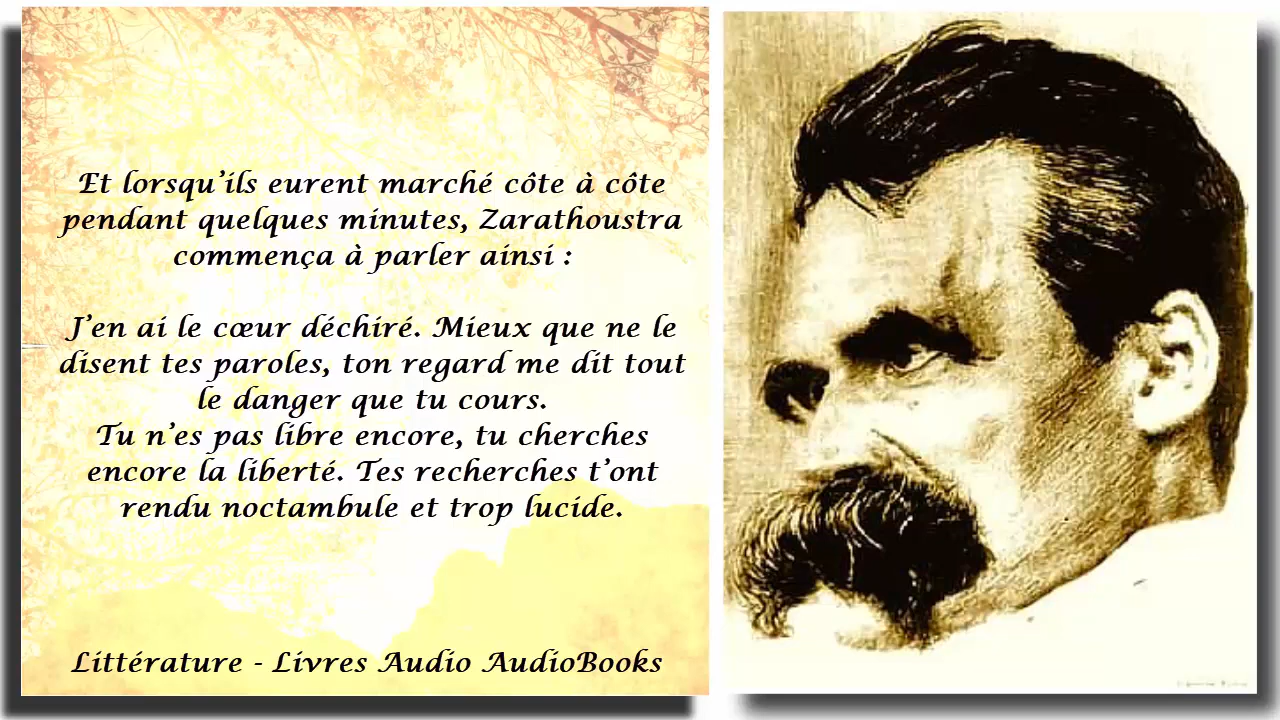 Et lorsqu’ils eurent marché côte à côte
pendant quelques minutes, Zarathoustra
commença à parler ainsi :
J’en ai le cœur déchiré. Mieux que ne le
disent tes paroles, ton regard me dit tout
le danger que tu cours.
Tu n’es pas libre encore, tu cherches
encore la liberté. Tes recherches t’ont
rendu noctambule et trop lucide.
Littérature - Livres Audio AudioBooks